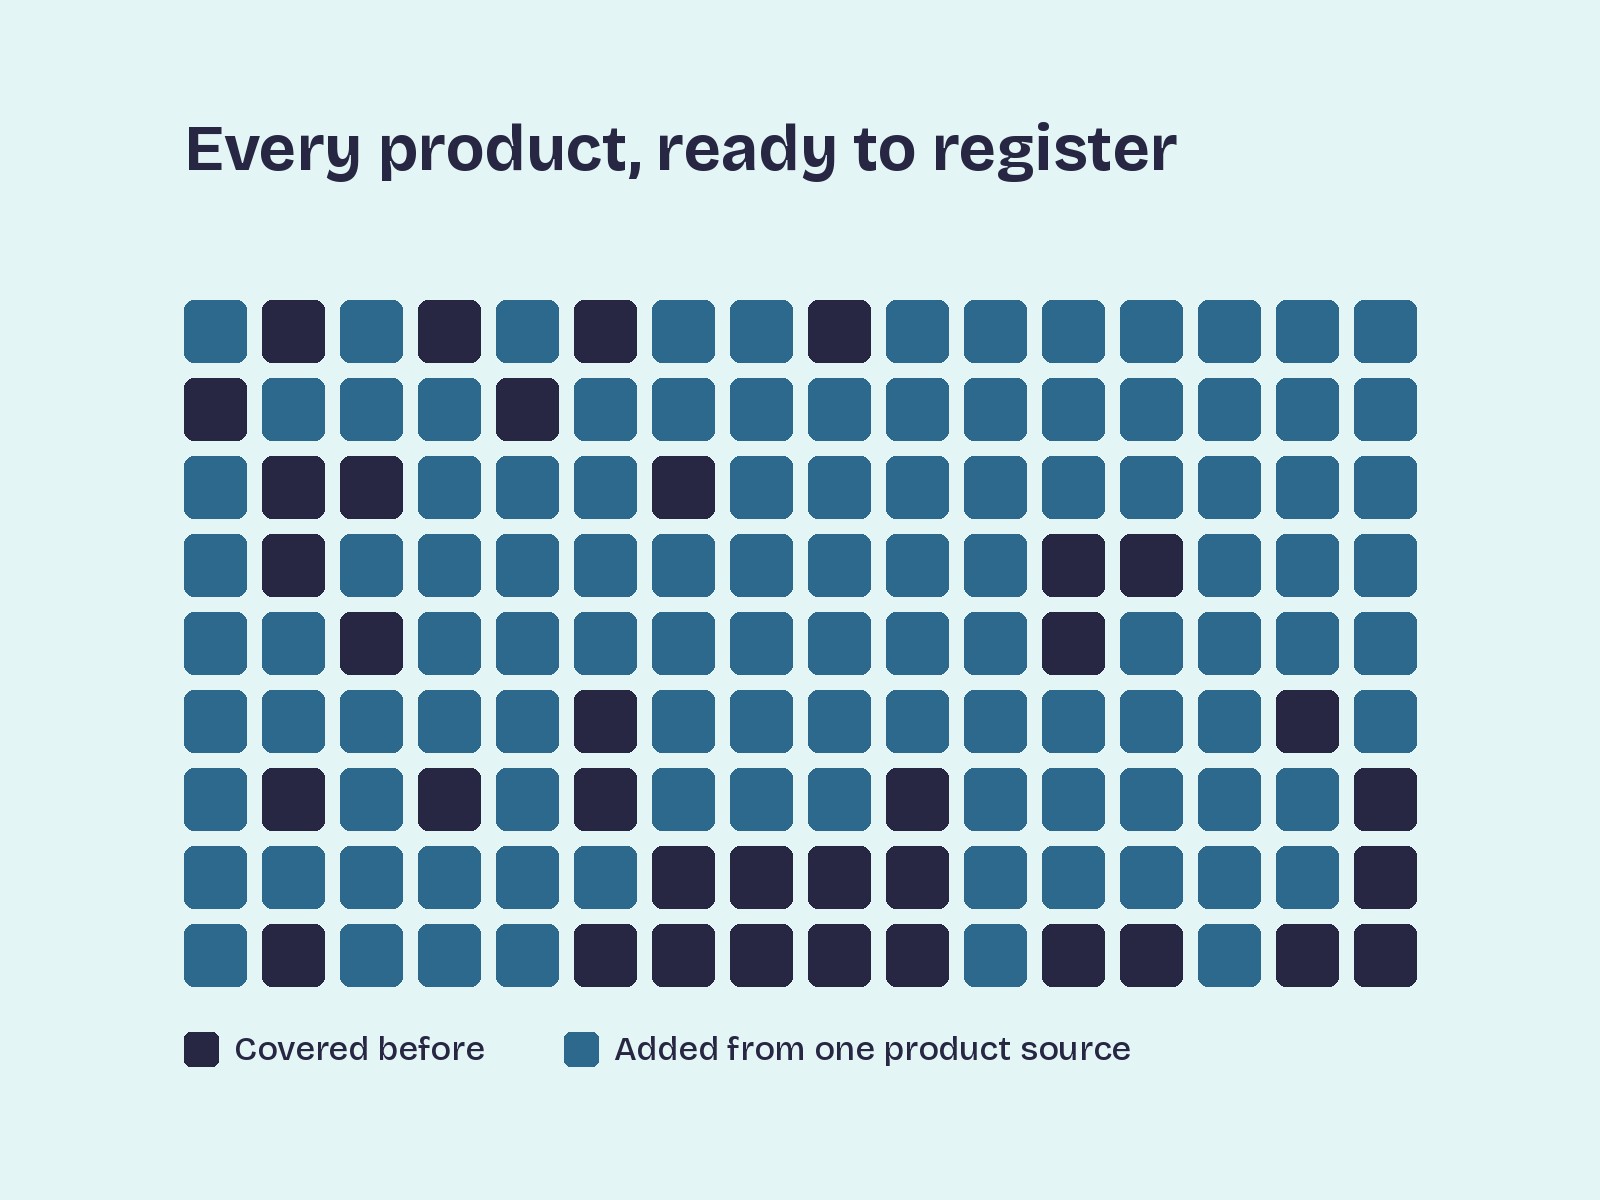 Every product, ready to register
Covered before
Added from one product source